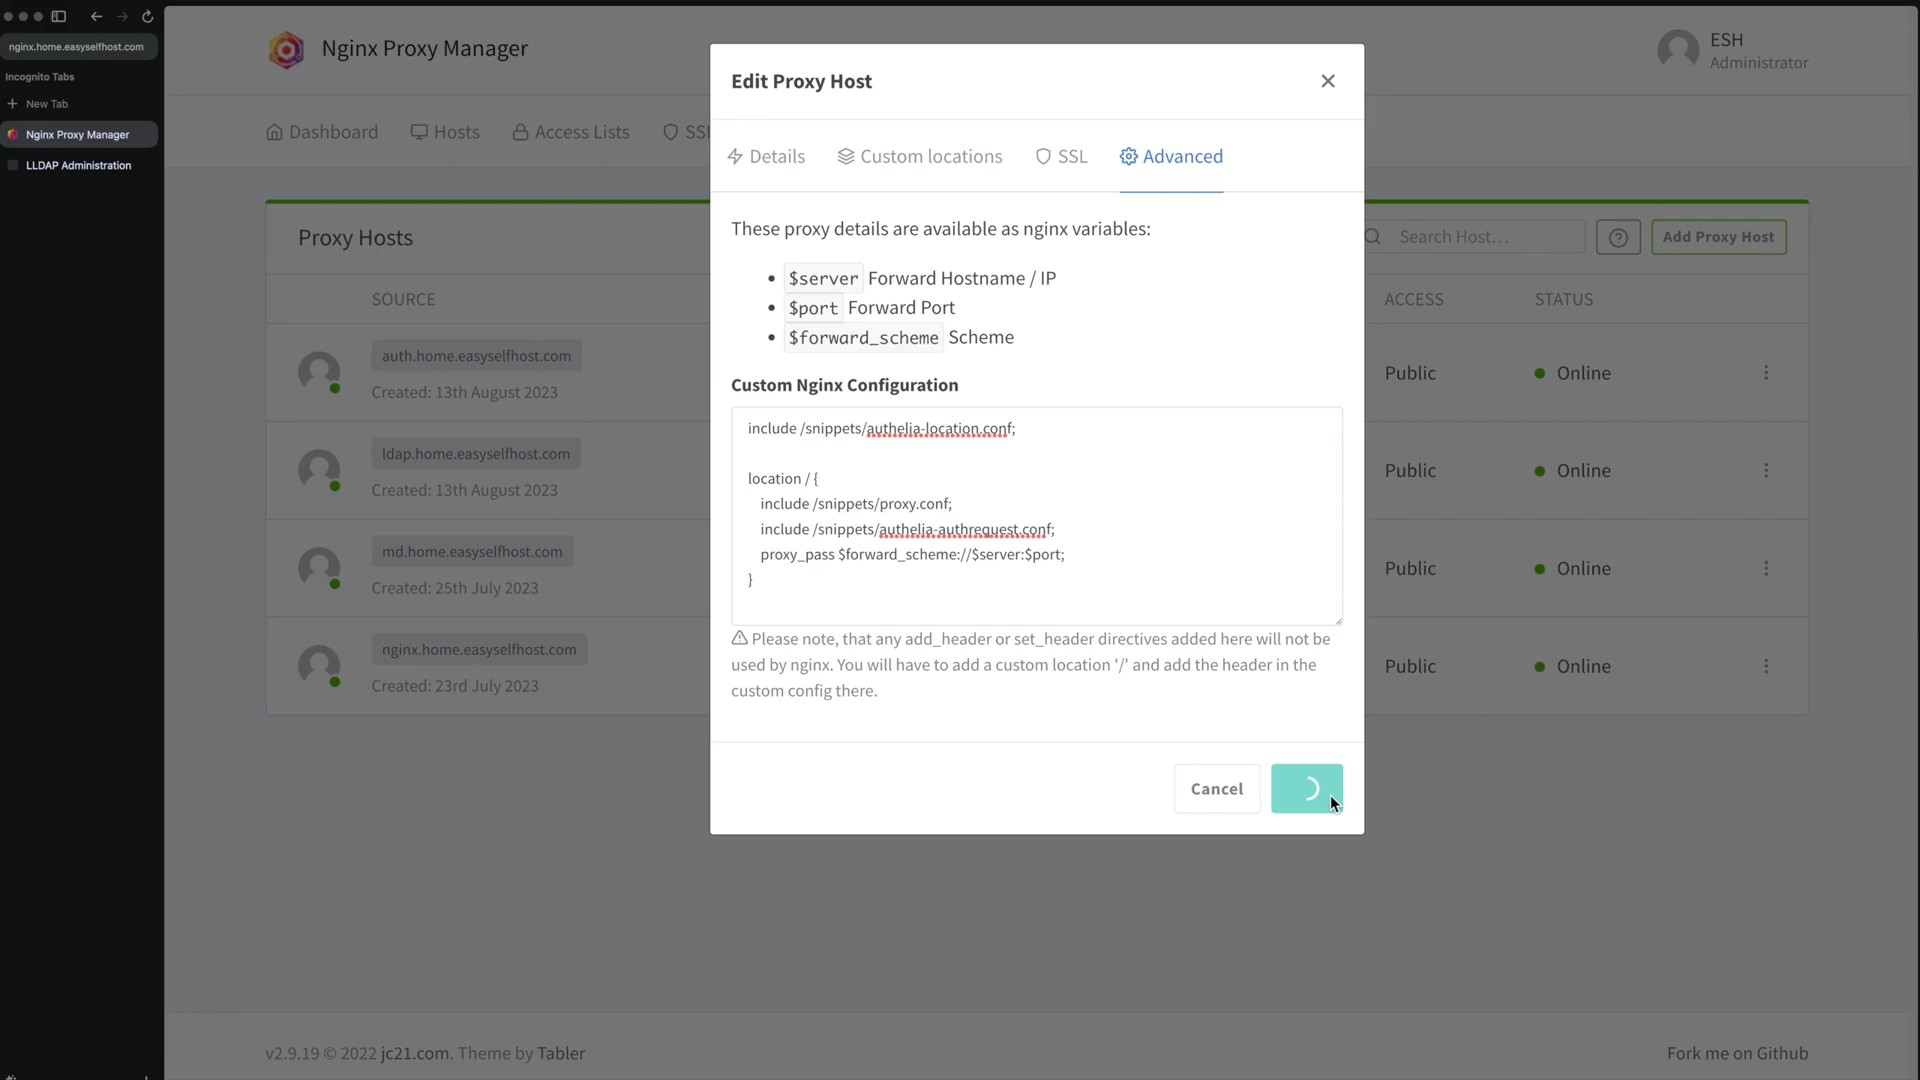 nginx.home.easyselfhost.com
Incognito Tabs
New Tab
Nginx Proxy Manager
LLDAP Administration
Nginx Proxy Manager
ESH
Administrator
Dashboard
Hosts
Access Lists
SSL
Proxy Hosts
Search Host…
Add Proxy Host
SOURCE
ACCESS
STATUS
auth.home.easyselfhost.com
Created: 13th August 2023
Public
Online
ldap.home.easyselfhost.com
Created: 13th August 2023
Public
Online
md.home.easyselfhost.com
Created: 25th July 2023
Public
Online
nginx.home.easyselfhost.com
Created: 23rd July 2023
Public
Online
Edit Proxy Host
Details
Custom locations
SSL
Advanced
These proxy details are available as nginx variables:
$server Forward Hostname / IP
$port Forward Port
$forward_scheme Scheme
Custom Nginx Configuration
include /snippets/authelia-location.conf;
location / {
include /snippets/proxy.conf;
include /snippets/authelia-authrequest.conf;
proxy_pass $forward_scheme://$server:$port;
}
Please note, that any add_header or set_header directives added here will not be
used by nginx. You will have to add a custom location '/' and add the header in the
custom config there.
Cancel
v2.9.19 © 2022 jc21.com. Theme by Tabler
Fork me on Github